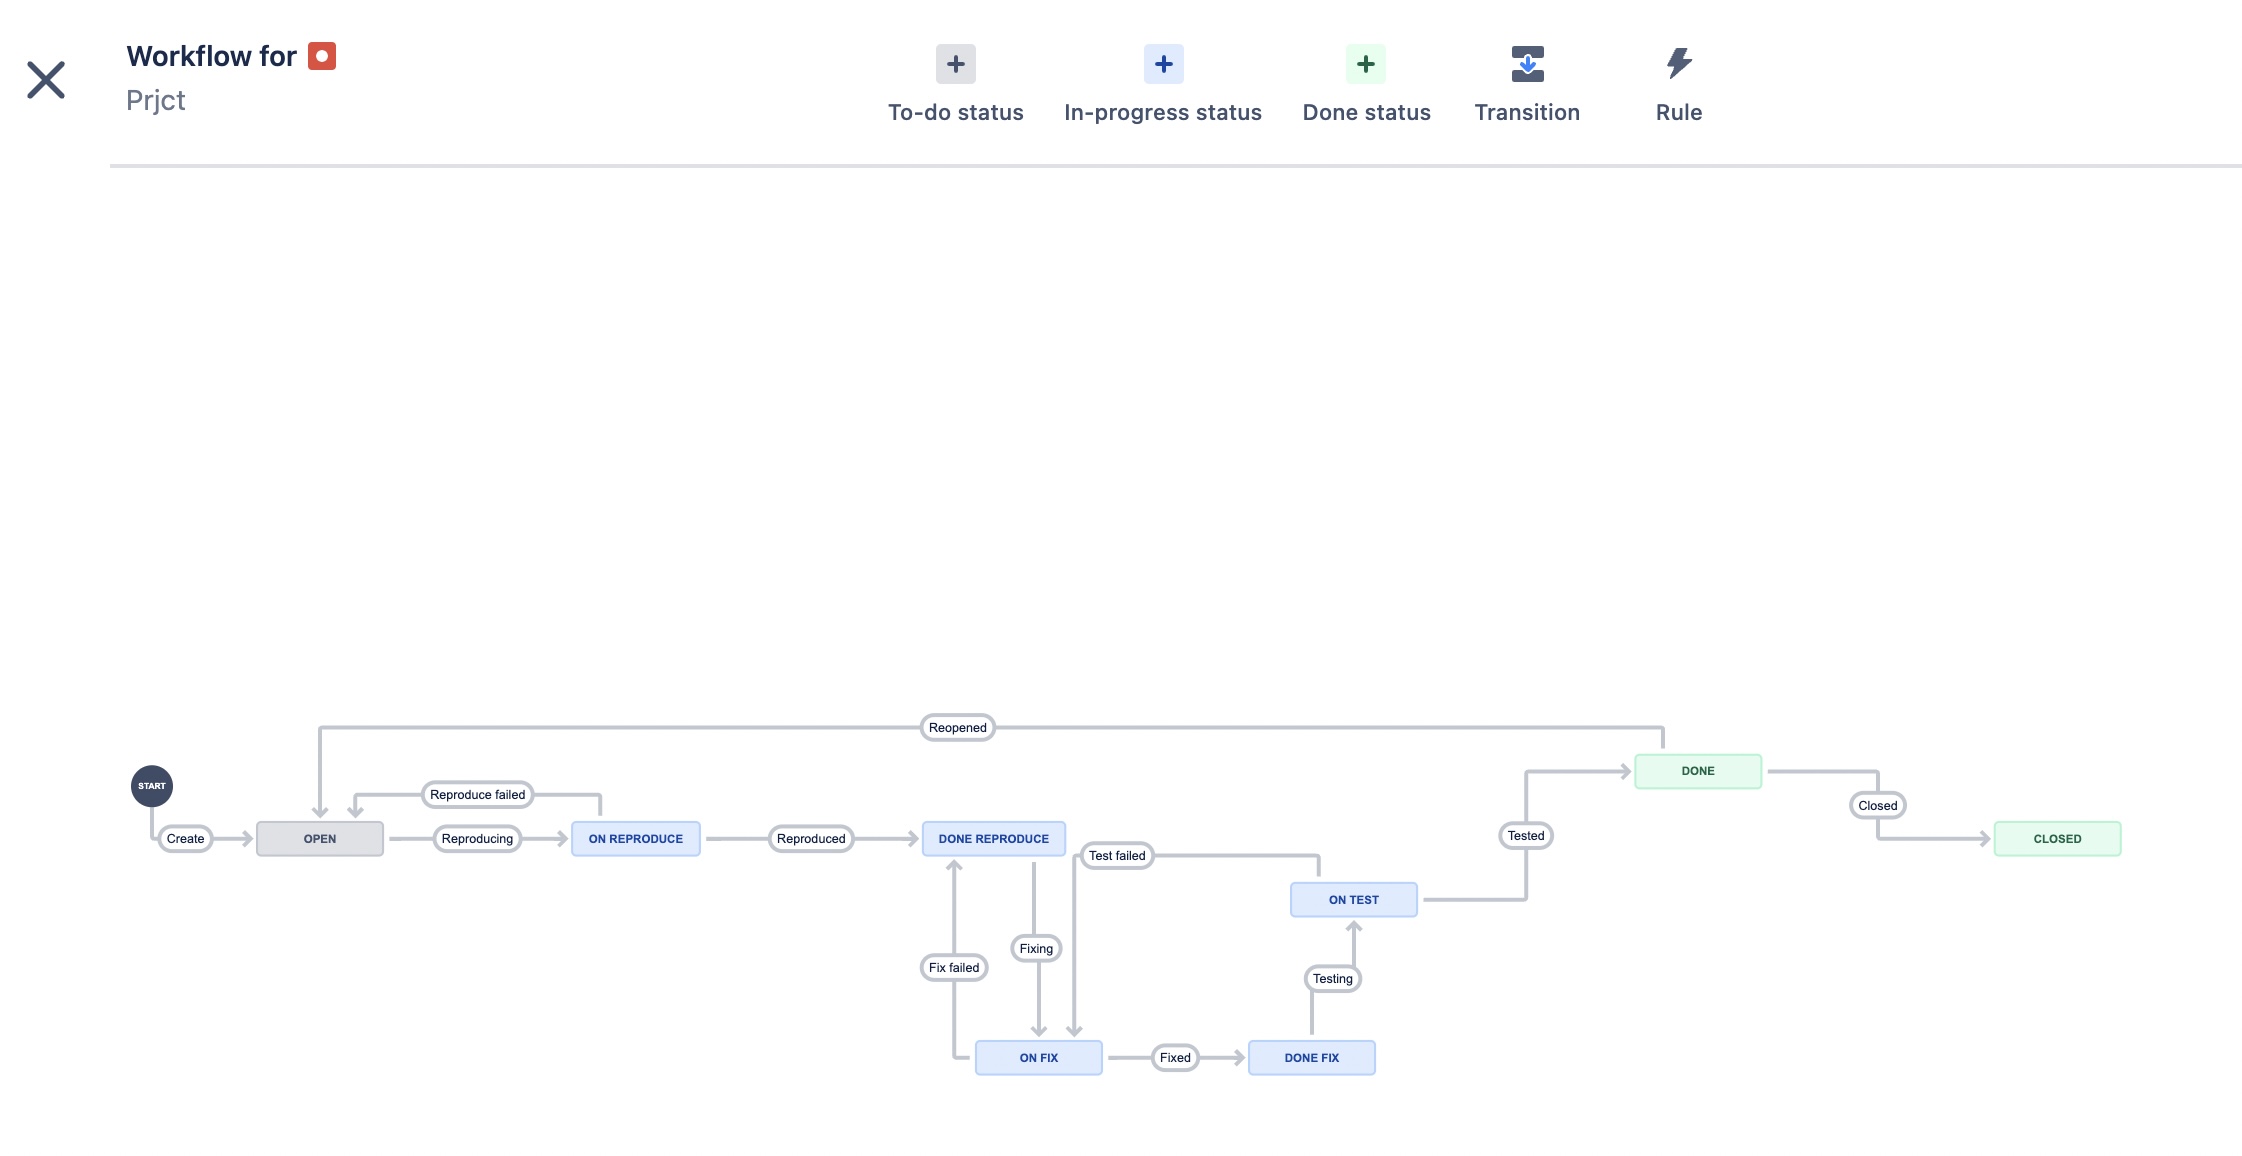 Workflow for
Prjct
To-do status
In-progress status
Done status
Transition
Rule
Reopened
START
Reproduce failed
Create
OPEN
Reproducing
ON REPRODUCE
Reproduced
DONE REPRODUCE
Test failed
Fixing
Fix failed
ON FIX
Fixed
DONE FIX
Testing
ON TEST
Tested
DONE
Closed
CLOSED